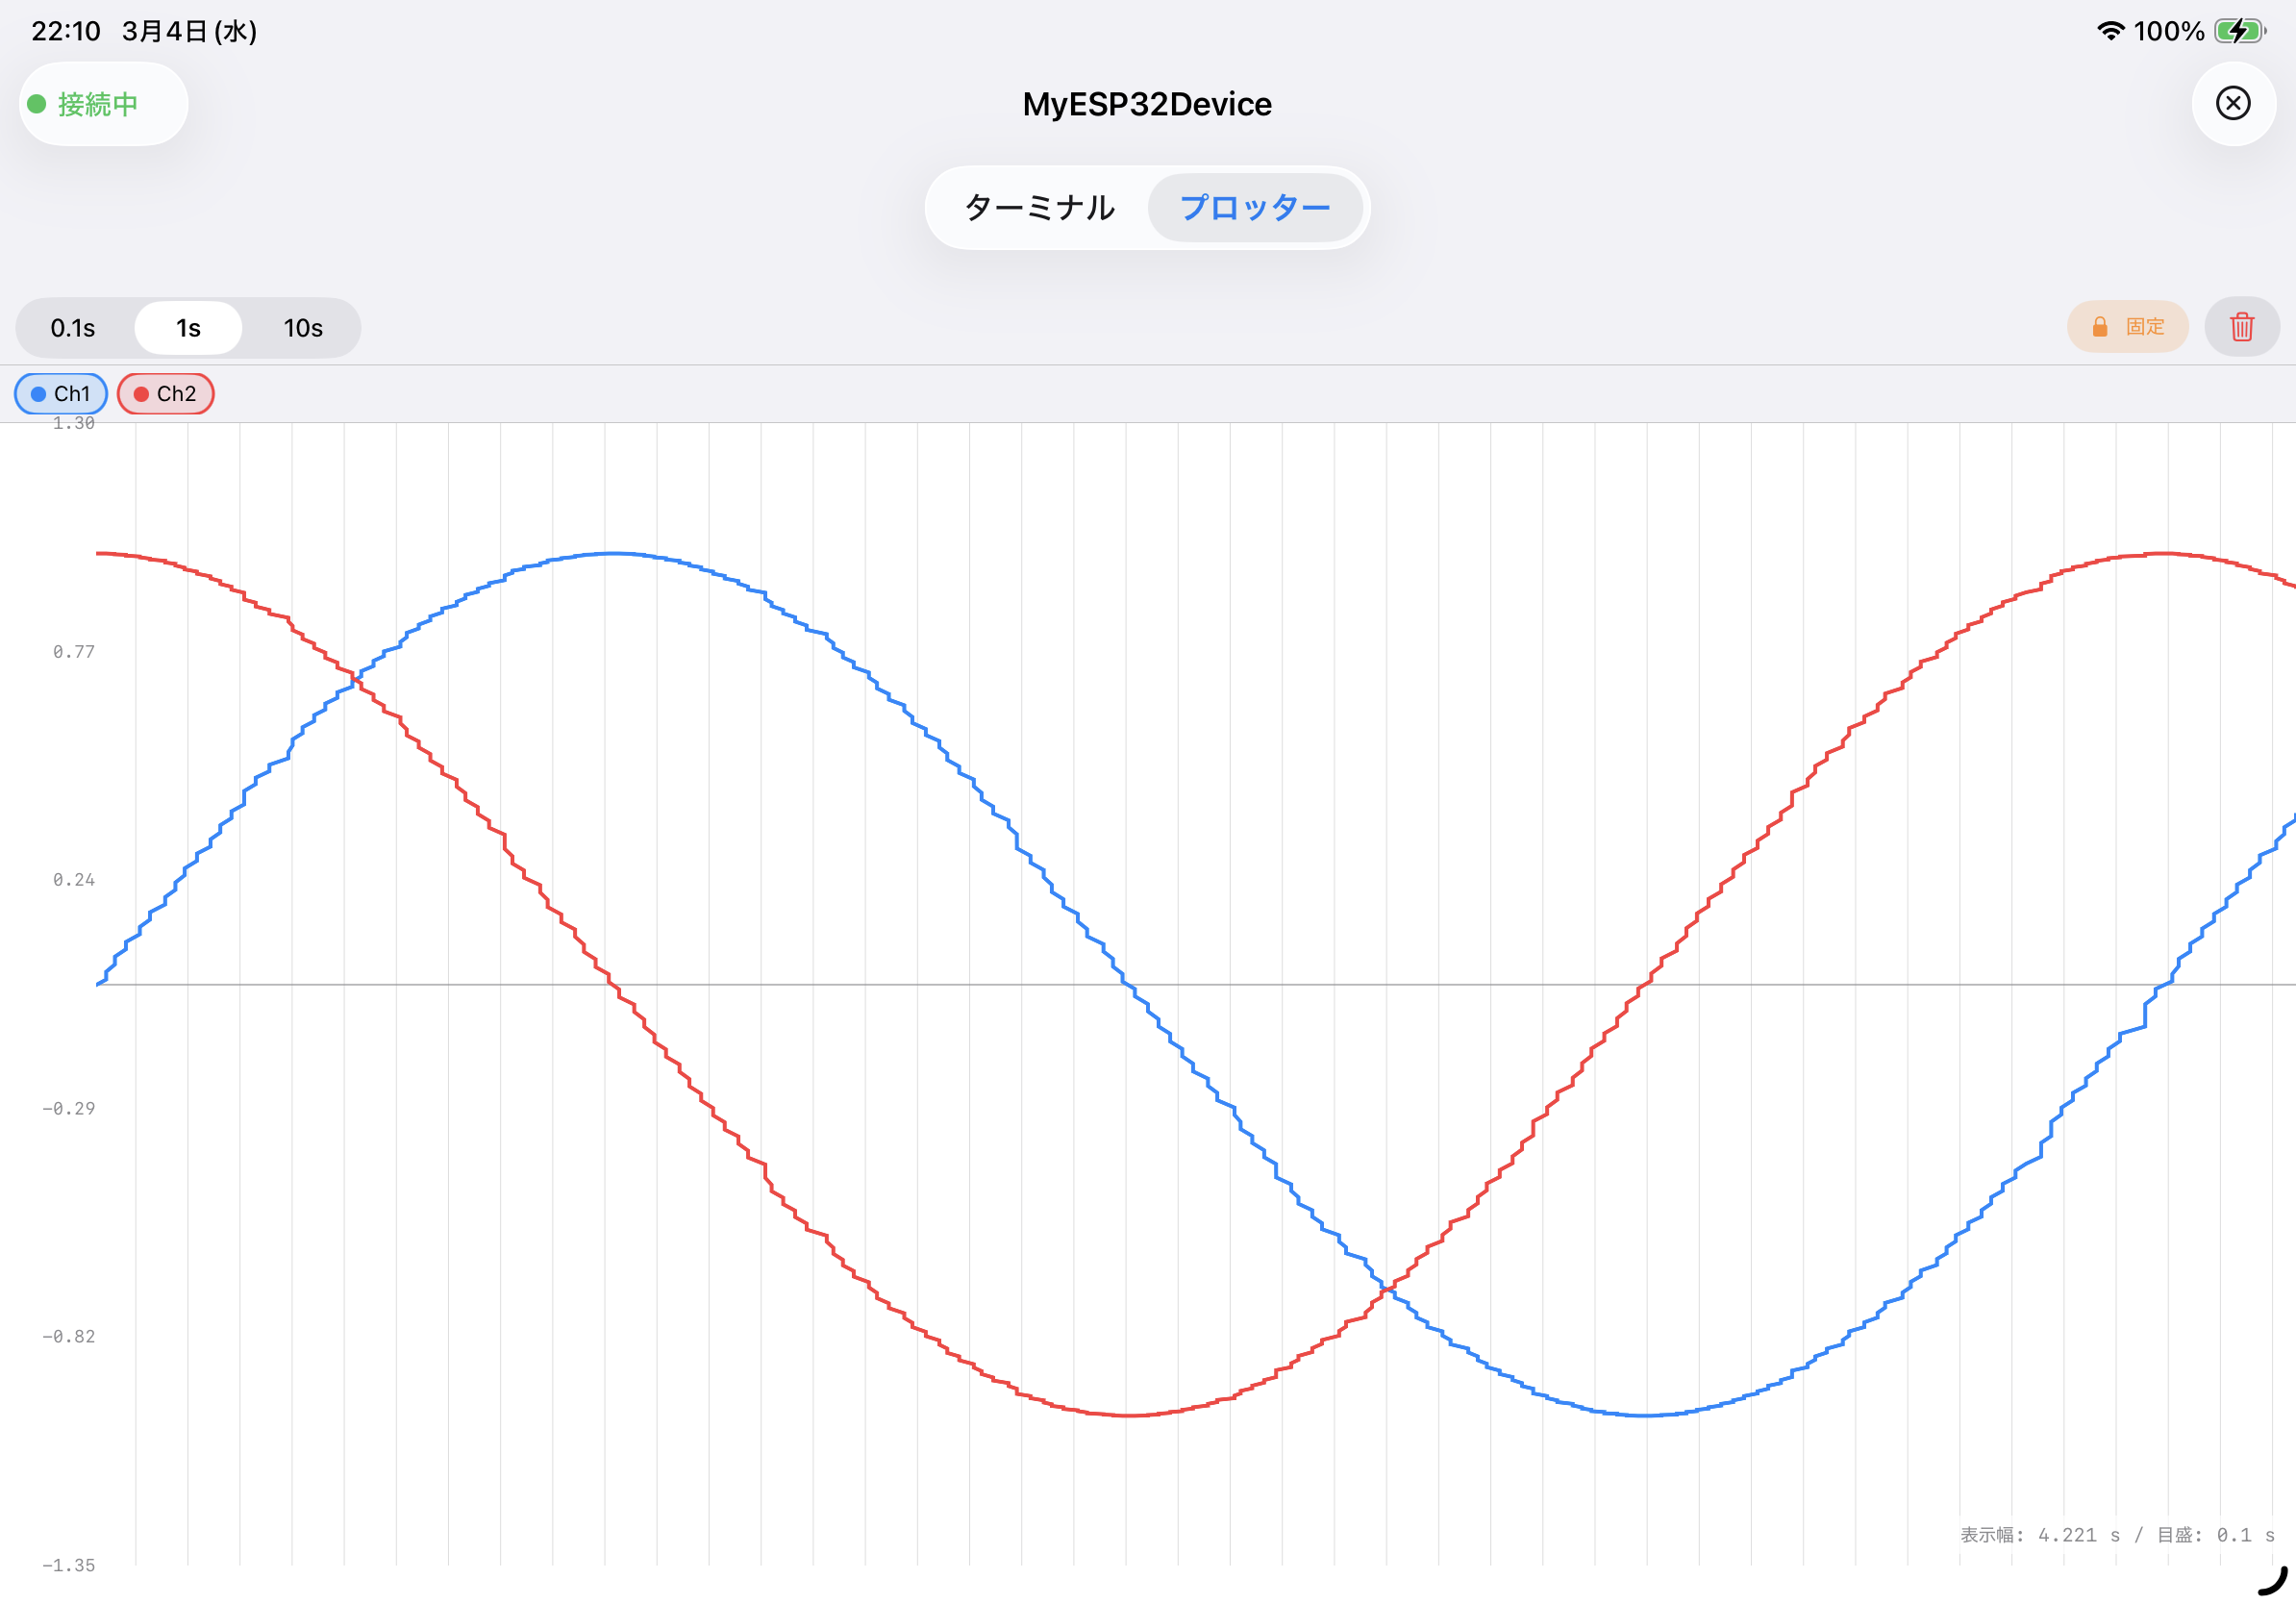 22:10 3月4日(水) 100%
接続中
MyESP32Device
ターミナル プロッター
0.1s 1s 10s 固定
Ch1 Ch2
1.30
0.77
0.24
−0.29
−0.82
表示幅: 4.221 s / 目盛: 0.1 s
−1.35